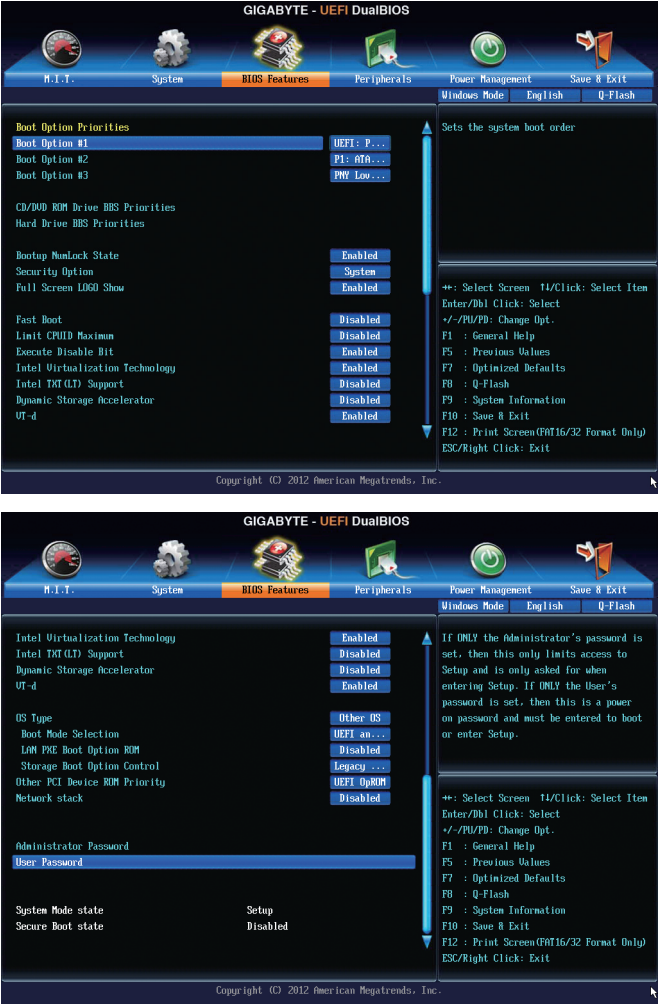 GIGABYTE - UEFI DualBIOS
M.I.T. System BIOS Features Peripherals Power Management Save & Exit
Windows Mode English Q-Flash
Boot Option Priorities
Boot Option #1 UEFI: P...
Boot Option #2 P1: ATA...
Boot Option #3 PNY Lov...
CD/DVD ROM Drive BBS Priorities
Hard Drive BBS Priorities
Bootup NumLock State Enabled
Security Option System
Full Screen LOGO Show Enabled
Fast Boot Disabled
Limit CPUID Maximum Disabled
Execute Disable Bit Enabled
Intel Virtualization Technology Enabled
Intel TXT(LT) Support Disabled
Dynamic Storage Accelerator Disabled
VT-d Enabled
Sets the system boot order
→←: Select Screen ↑↓/Click: Select Item
Enter/Dbl Click: Select
+/-/PU/PD: Change Opt.
F1 : General Help
F5 : Previous Values
F7 : Optimized Defaults
F8 : Q-Flash
F9 : System Information
F10 : Save & Exit
F12 : Print Screen(FAT16/32 Format Only)
ESC/Right Click: Exit
Copyright (C) 2012 American Megatrends, Inc.
GIGABYTE - UEFI DualBIOS
M.I.T. System BIOS Features Peripherals Power Management Save & Exit
Windows Mode English Q-Flash
Intel Virtualization Technology Enabled
Intel TXT(LT) Support Disabled
Dynamic Storage Accelerator Disabled
VT-d Enabled
OS Type Other OS
Boot Mode Selection UEFI an...
LAN PXE Boot Option ROM Disabled
Storage Boot Option Control Legacy ...
Other PCI Device ROM Priority UEFI OpROM
Network stack Disabled
Administrator Password
User Password
System Mode state Setup
Secure Boot state Disabled
If ONLY the Administrator's password is
set, then this only limits access to
Setup and is only asked for when
entering Setup. If ONLY the User's
password is set, then this is a power
on password and must be entered to boot
or enter Setup.
→←: Select Screen ↑↓/Click: Select Item
Enter/Dbl Click: Select
+/-/PU/PD: Change Opt.
F1 : General Help
F5 : Previous Values
F7 : Optimized Defaults
F8 : Q-Flash
F9 : System Information
F10 : Save & Exit
F12 : Print Screen(FAT16/32 Format Only)
ESC/Right Click: Exit
Copyright (C) 2012 American Megatrends, Inc.